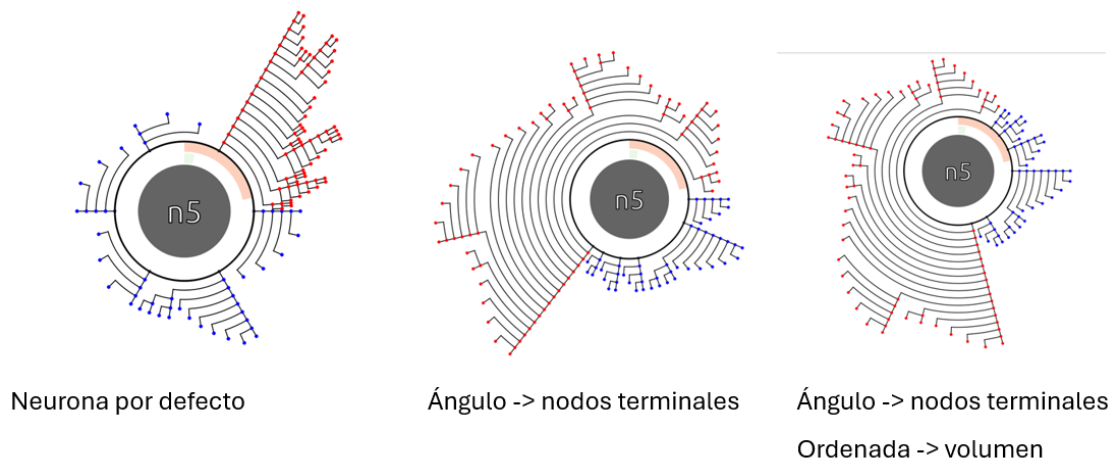 n5
n5
n5
Neurona por defecto
Ángulo -> nodos terminales
Ángulo -> nodos terminales
Ordenada -> volumen